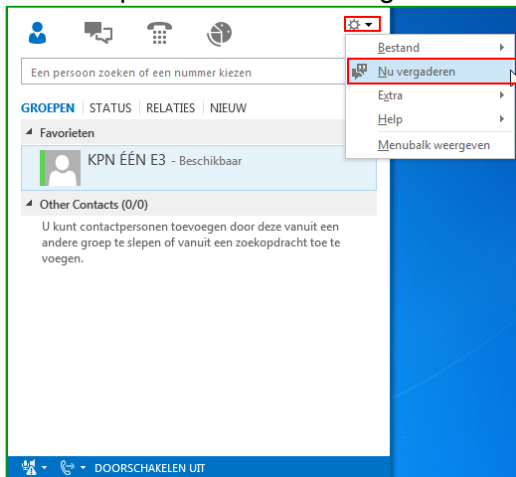 Bestand
Een persoon zoeken of een nummer kiezen
Nu vergaderen
Extra
GROEPEN STATUS RELATIES NIEUW
Help
Favorieten
Menubalk weergeven
KPN ÉÉN E3 - Beschikbaar
Other Contacts (0/0)
U kunt contactpersonen toevoegen door deze vanuit een
andere groep te slepen of vanuit een zoekopdracht toe te
voegen.
DOORSCHAKELEN UIT